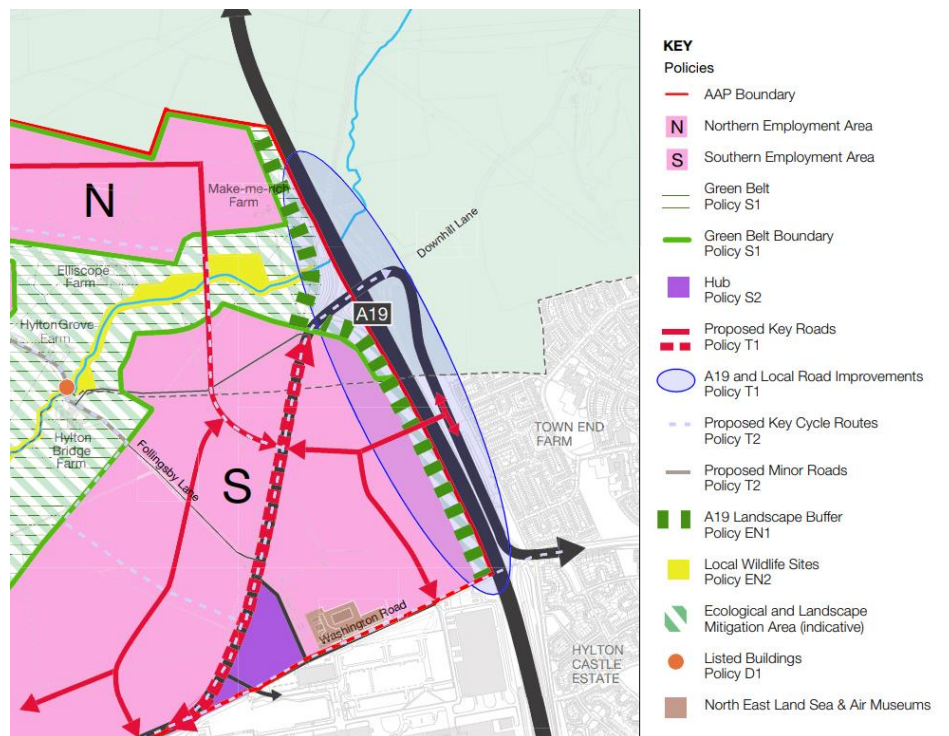 N
Make-me-rich
Farm
Downhill Lane
Elliscope
Farm
A19
Hylton Grove
Farm
TOWN END
FARM
Hylton
Bridge
Farm
Follingsby Lane
S
Washington Road
HYLTON
CASTLE
ESTATE
KEY
Policies
AAP Boundary
N
Northern Employment Area
S
Southern Employment Area
Green Belt
Policy S1
Green Belt Boundary
Policy S1
Hub
Policy S2
Proposed Key Roads
Policy T1
A19 and Local Road Improvements
Policy T1
Proposed Key Cycle Routes
Policy T2
Proposed Minor Roads
Policy T2
A19 Landscape Buffer
Policy EN1
Local Wildlife Sites
Policy EN2
Ecological and Landscape
Mitigation Area (indicative)
Listed Buildings
Policy D1
North East Land Sea & Air Museums